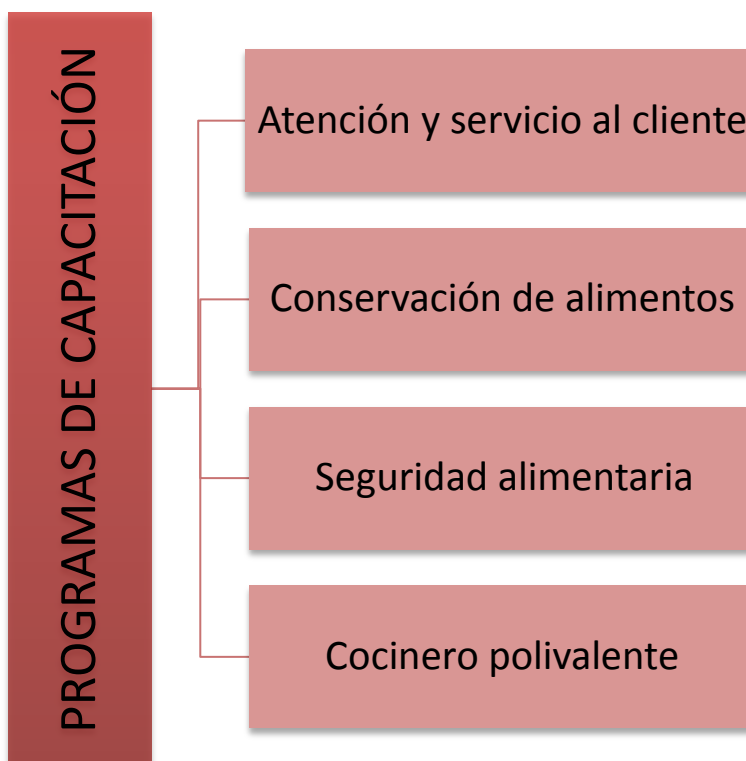 PROGRAMAS DE CAPACITACIÓN
Atención y servicio al cliente
Conservación de alimentos
Seguridad alimentaria
Cocinero polivalente